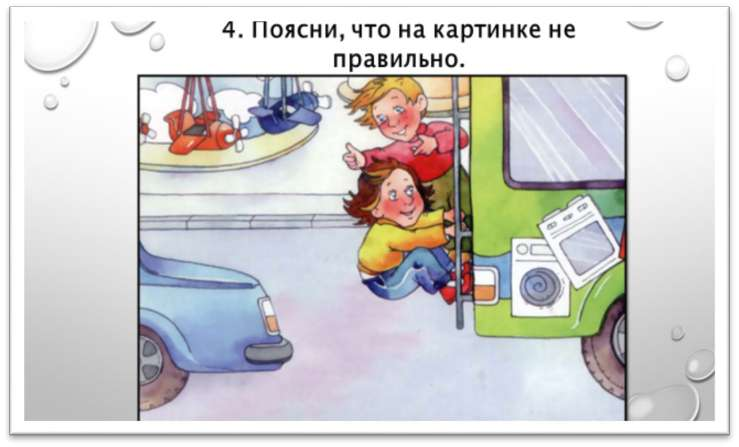 4. Поясни, что на картинке не
правильно.